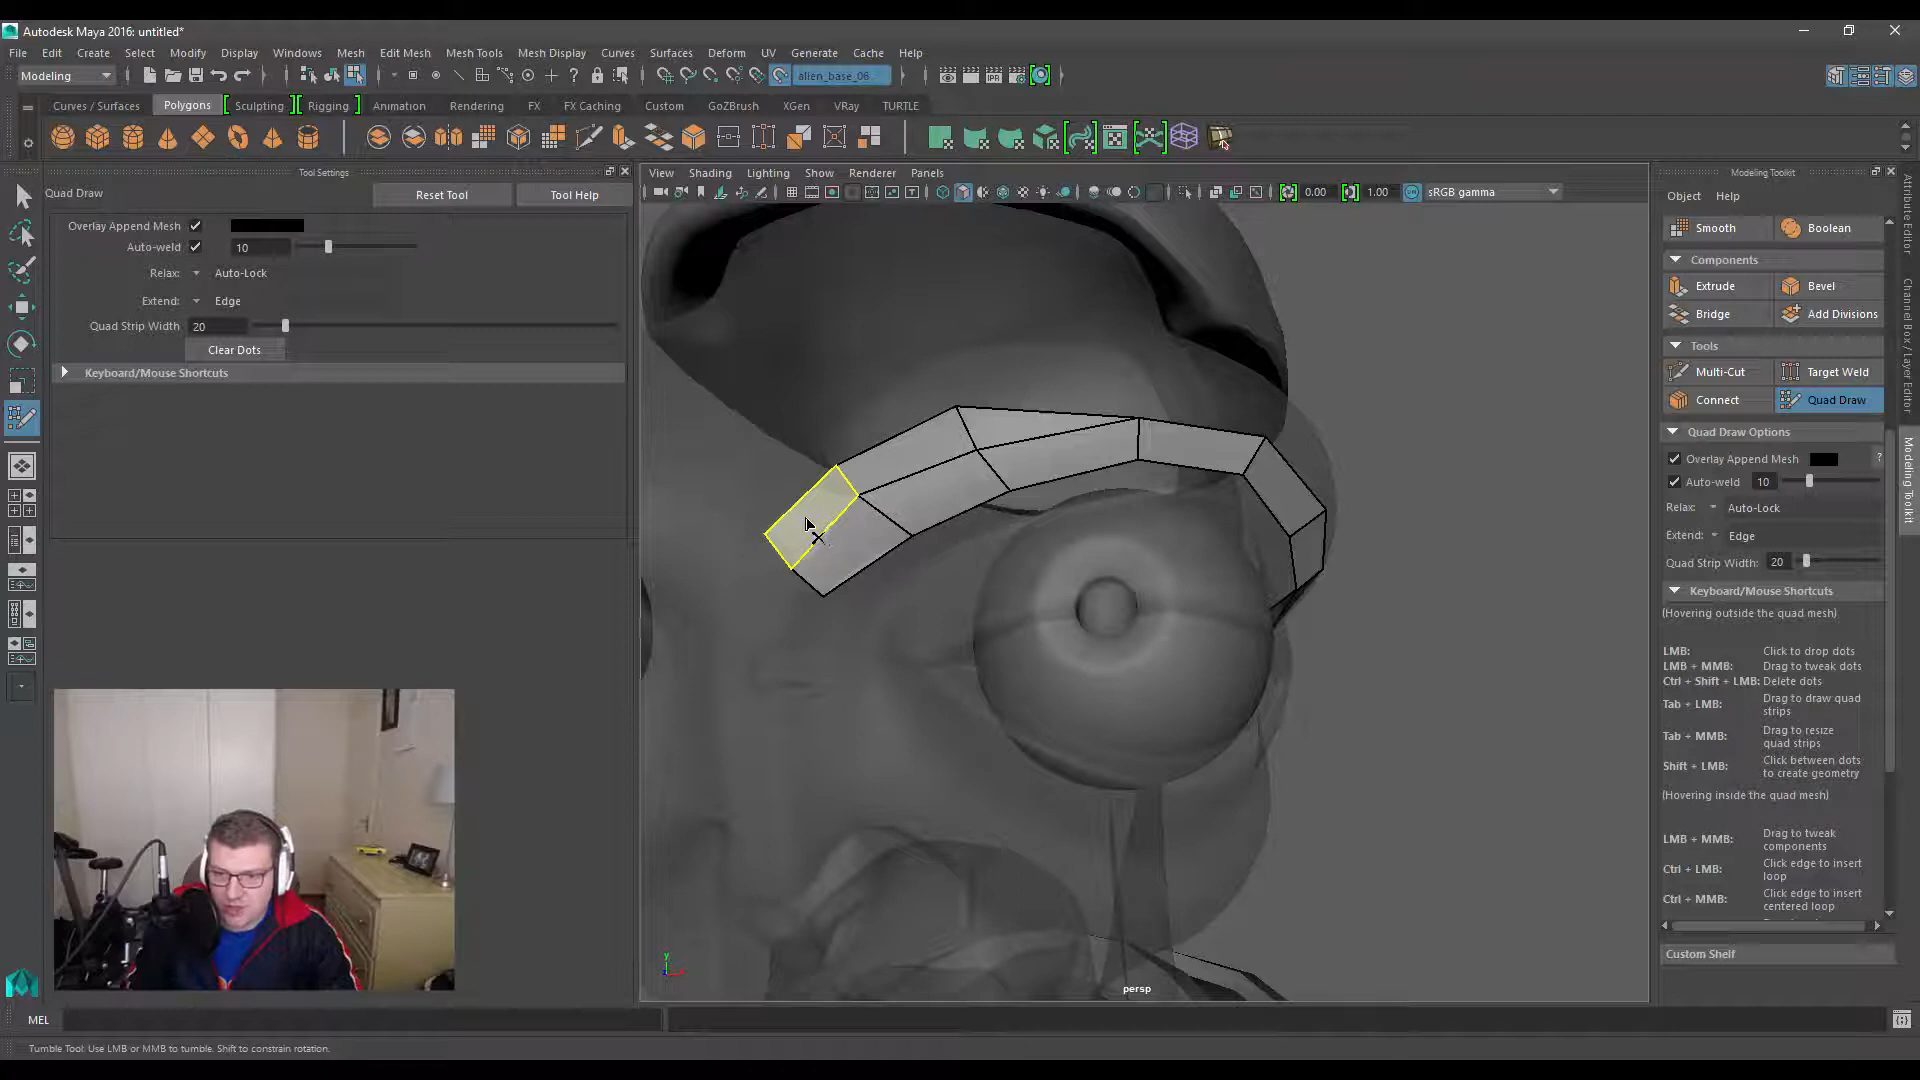 Autodesk Maya 2016: untitled*
File Edit Create Select Modify Display Windows Mesh Edit Mesh Mesh Tools Mesh Display Curves Surfaces Deform UV Generate Cache Help
Modeling alien_base_06
Curves / Surfaces Polygons Sculpting Rigging Animation Rendering FX FX Caching Custom GoZBrush XGen VRay TURTLE
Tool Settings
Quad Draw Reset Tool Tool Help
Overlay Append Mesh
Auto-weld 10
Relax: Auto-Lock
Extend: Edge
Quad Strip Width 20
Clear Dots
Keyboard/Mouse Shortcuts
View Shading Lighting Show Renderer Panels
0.00 1.00 sRGB gamma
y
persp
Modeling Toolkit
Object Help
Smooth Boolean
Components
Extrude Bevel
Bridge Add Divisions
Tools
Multi-Cut Target Weld
Connect Quad Draw
Quad Draw Options
Overlay Append Mesh ?
Auto-weld 10
Relax: Auto-Lock
Extend: Edge
Quad Strip Width: 20
Keyboard/Mouse Shortcuts
(Hovering outside the quad mesh)
LMB: Click to drop dots
LMB + MMB: Drag to tweak dots
Ctrl + Shift + LMB: Delete dots
Tab + LMB: Drag to draw quad
strips
Tab + MMB: Drag to resize
quad strips
Shift + LMB: Click between dots
to create geometry
(Hovering inside the quad mesh)
LMB + MMB: Drag to tweak
components
Ctrl + LMB: Click edge to insert
loop
Ctrl + MMB: Click edge to insert
centered loop
Custom Shelf
Attribute Editor
Channel Box / Layer Editor
Modeling Toolkit
MEL
Tumble Tool: Use LMB or MMB to tumble. Shift to constrain rotation.